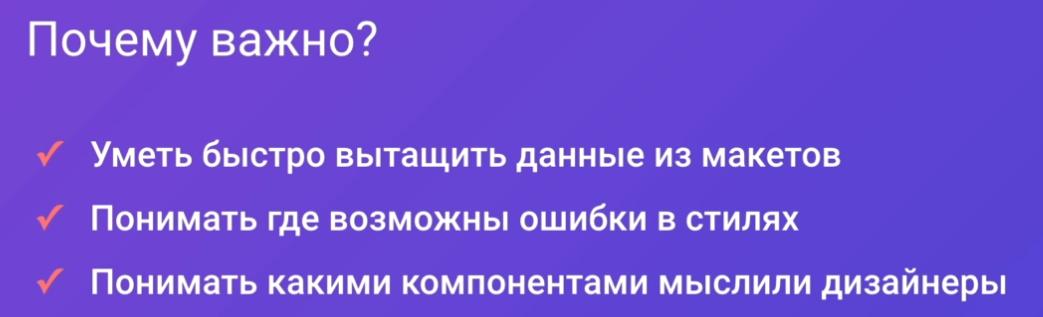 Почему важно?
Уметь быстро вытащить данные из макетов
Понимать где возможны ошибки в стилях
Понимать какими компонентами мыслили дизайнеры